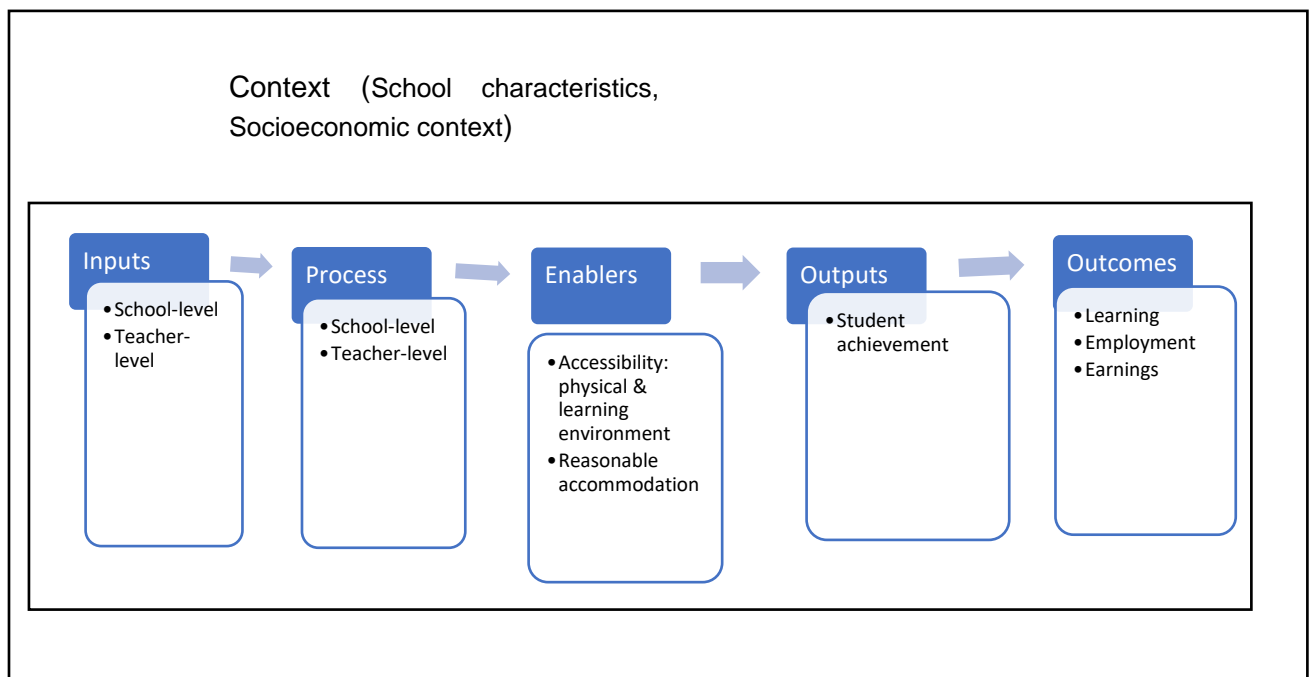 Context (School characteristics,
Socioeconomic context)
Inputs
•School-level
•Teacher-
level
Process
•School-level
•Teacher-level
Enablers
•Accessibility:
physical &
learning
environment
•Reasonable
accommodation
Outputs
•Student
achievement
Outcomes
•Learning
•Employment
•Earnings